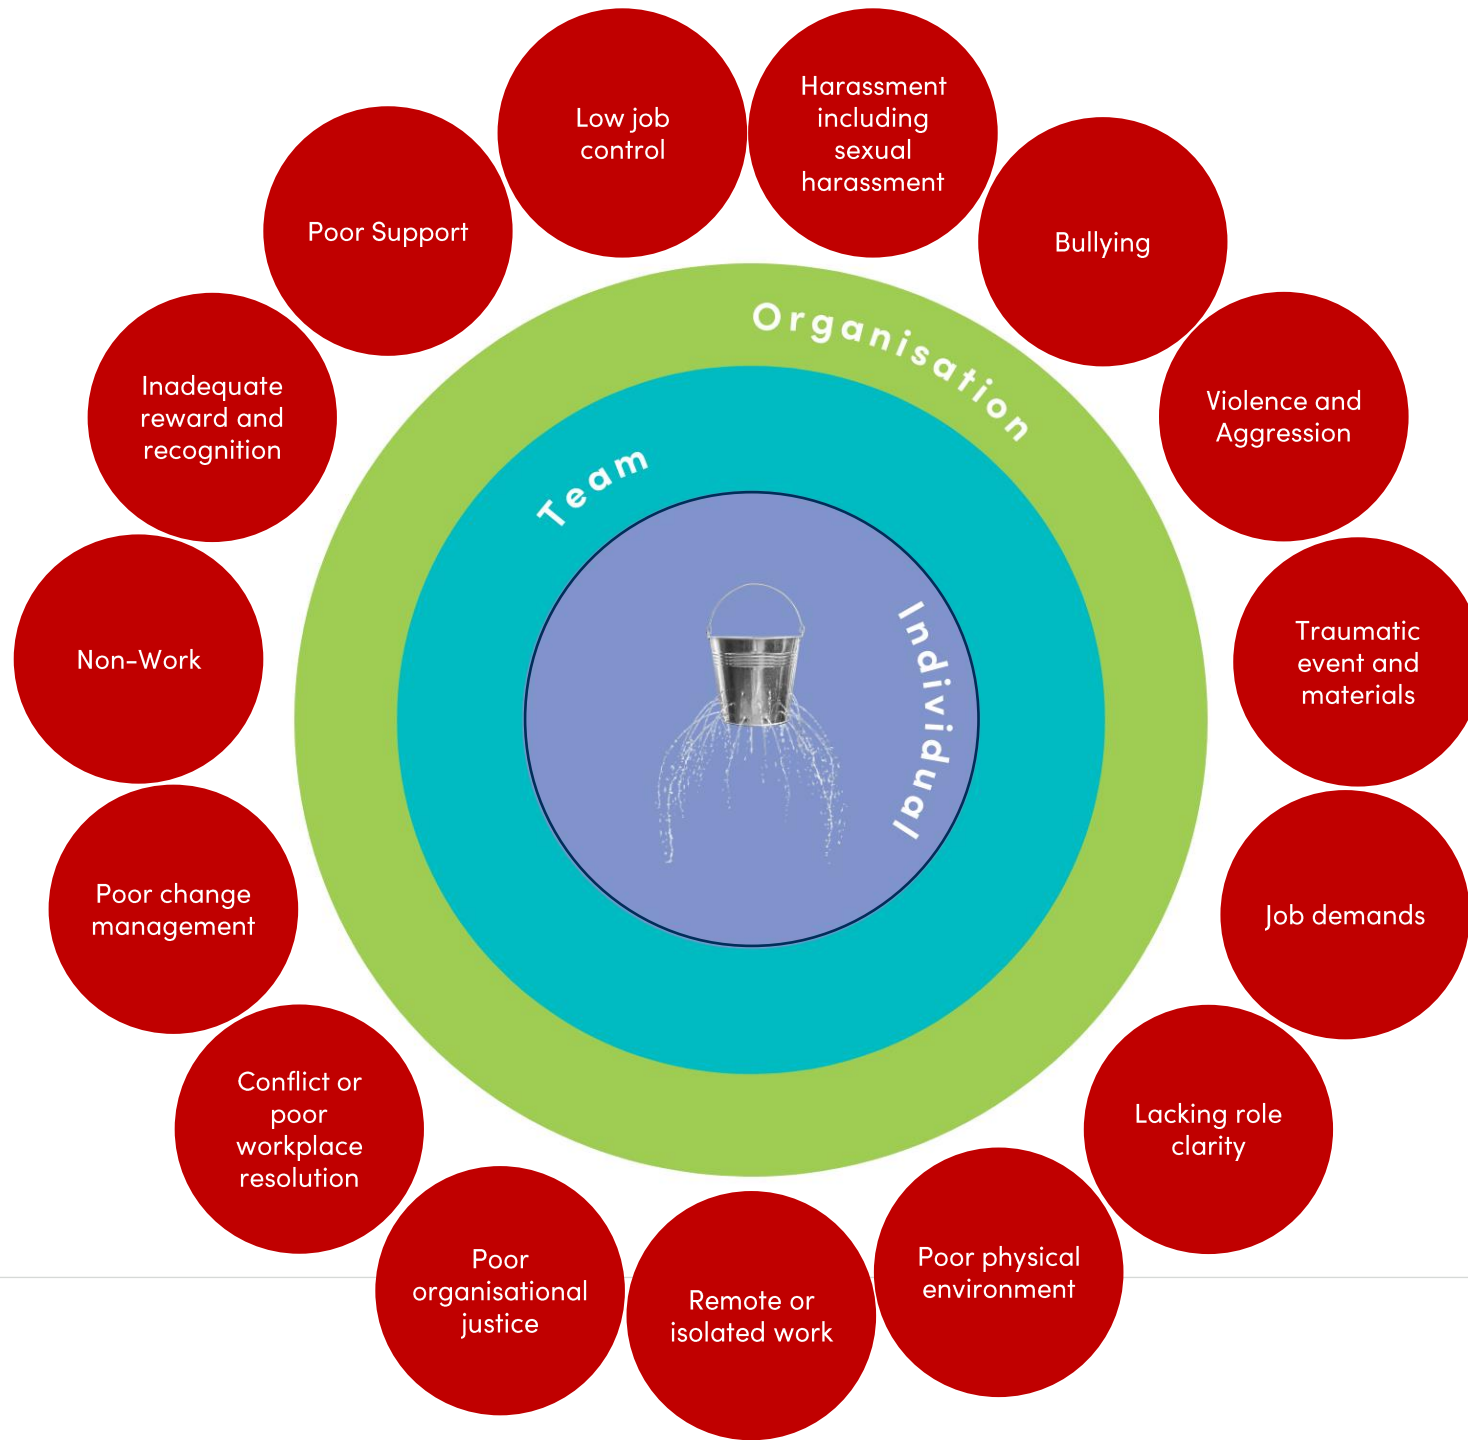 Low job
control
Harassment
including
sexual
harassment
Bullying
Violence and
Aggression
Traumatic
event and
materials
Job demands
Lacking role
clarity
Poor physical
environment
Remote or
isolated work
Poor
organisational
justice
Conflict or
poor
workplace
resolution
Poor change
management
Non-Work
Inadequate
reward and
recognition
Poor Support
Organisation
Team
Individual